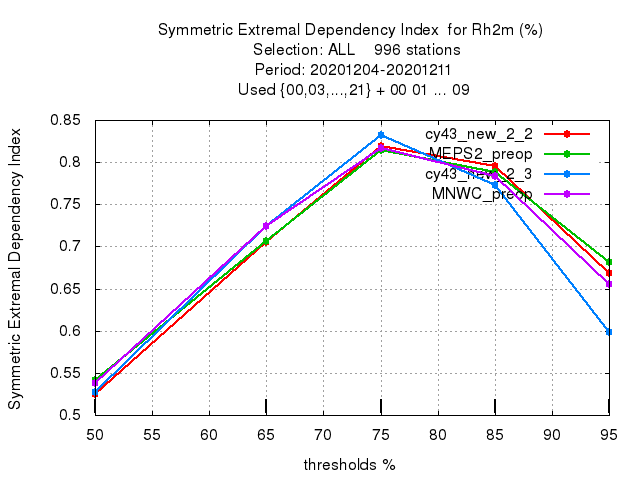 Symmetric Extremal Dependency Index  for Rh2m (%)
Selection: ALL    996 stations
Period: 20201204-20201211
Used {00,03,...,21} + 00 01 ... 09
Symmetric Extremal Dependency Index
0.85
0.8
0.75
0.7
0.65
0.6
0.55
0.5
cy43_new_2_2
MEPS2_preop
cy43_new_2_3
MNWC_preop
50 55 60 65 70 75 80 85 90 95
thresholds %